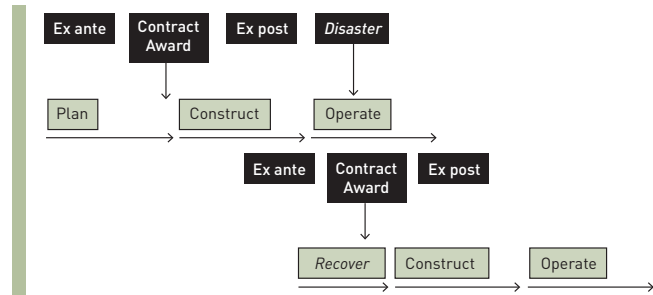 Ex ante
Contract
Award
Ex post
Disaster
Plan
Construct
Operate
Ex ante
Contract
Award
Ex post
Recover
Construct
Operate